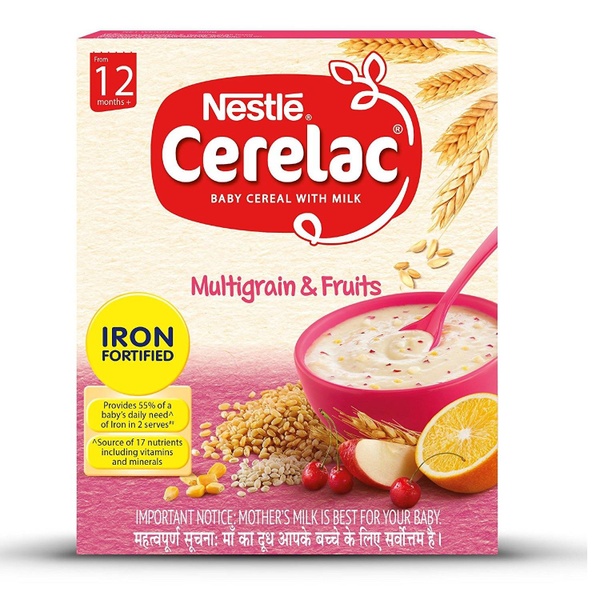 From
12
months +
Nestlé®
Cerelac®
BABY CEREAL WITH MILK
Multigrain & Fruits
IRON
FORTIFIED
Provides 55% of a
baby's daily need^
of Iron in 2 serves
^Source of 17 nutrients
including vitamins
and minerals
IMPORTANT NOTICE: MOTHER'S MILK IS BEST FOR YOUR BABY.
महत्वपूर्ण सूचना: माँ का दूध आपके बच्चे के लिए सर्वोत्तम है।